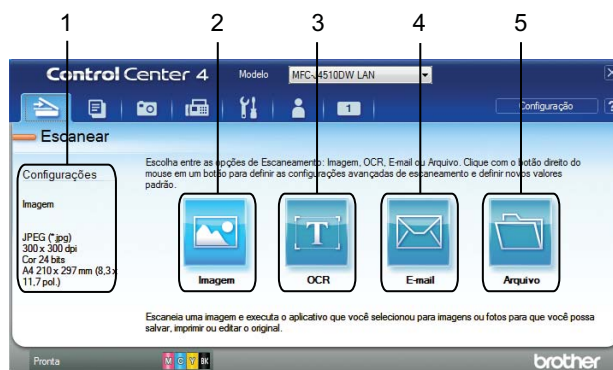 1 2 3 4 5
Control Center 4 Modelo MFC-J4510DW LAN
1 Configuração ?
Escanear
Configurações
Imagem
JPEG (*.jpg)
300 x 300 dpi
Cor 24 bits
A4 210 x 297 mm (8,3 x
11,7 pol.)
Escolha entre as opções de Escaneamento: Imagem, OCR, E-mail ou Arquivo. Clique com o botão direito do
mouse em um botão para definir as configurações avançadas de escaneamento e definir novos valores
padrão.
T
Imagem OCR E-mail Arquivo
Escaneia uma imagem e executa o aplicativo que você selecionou para imagens ou fotos para que você possa
salvar, imprimir ou editar o original.
Pronta M C Y BK brother